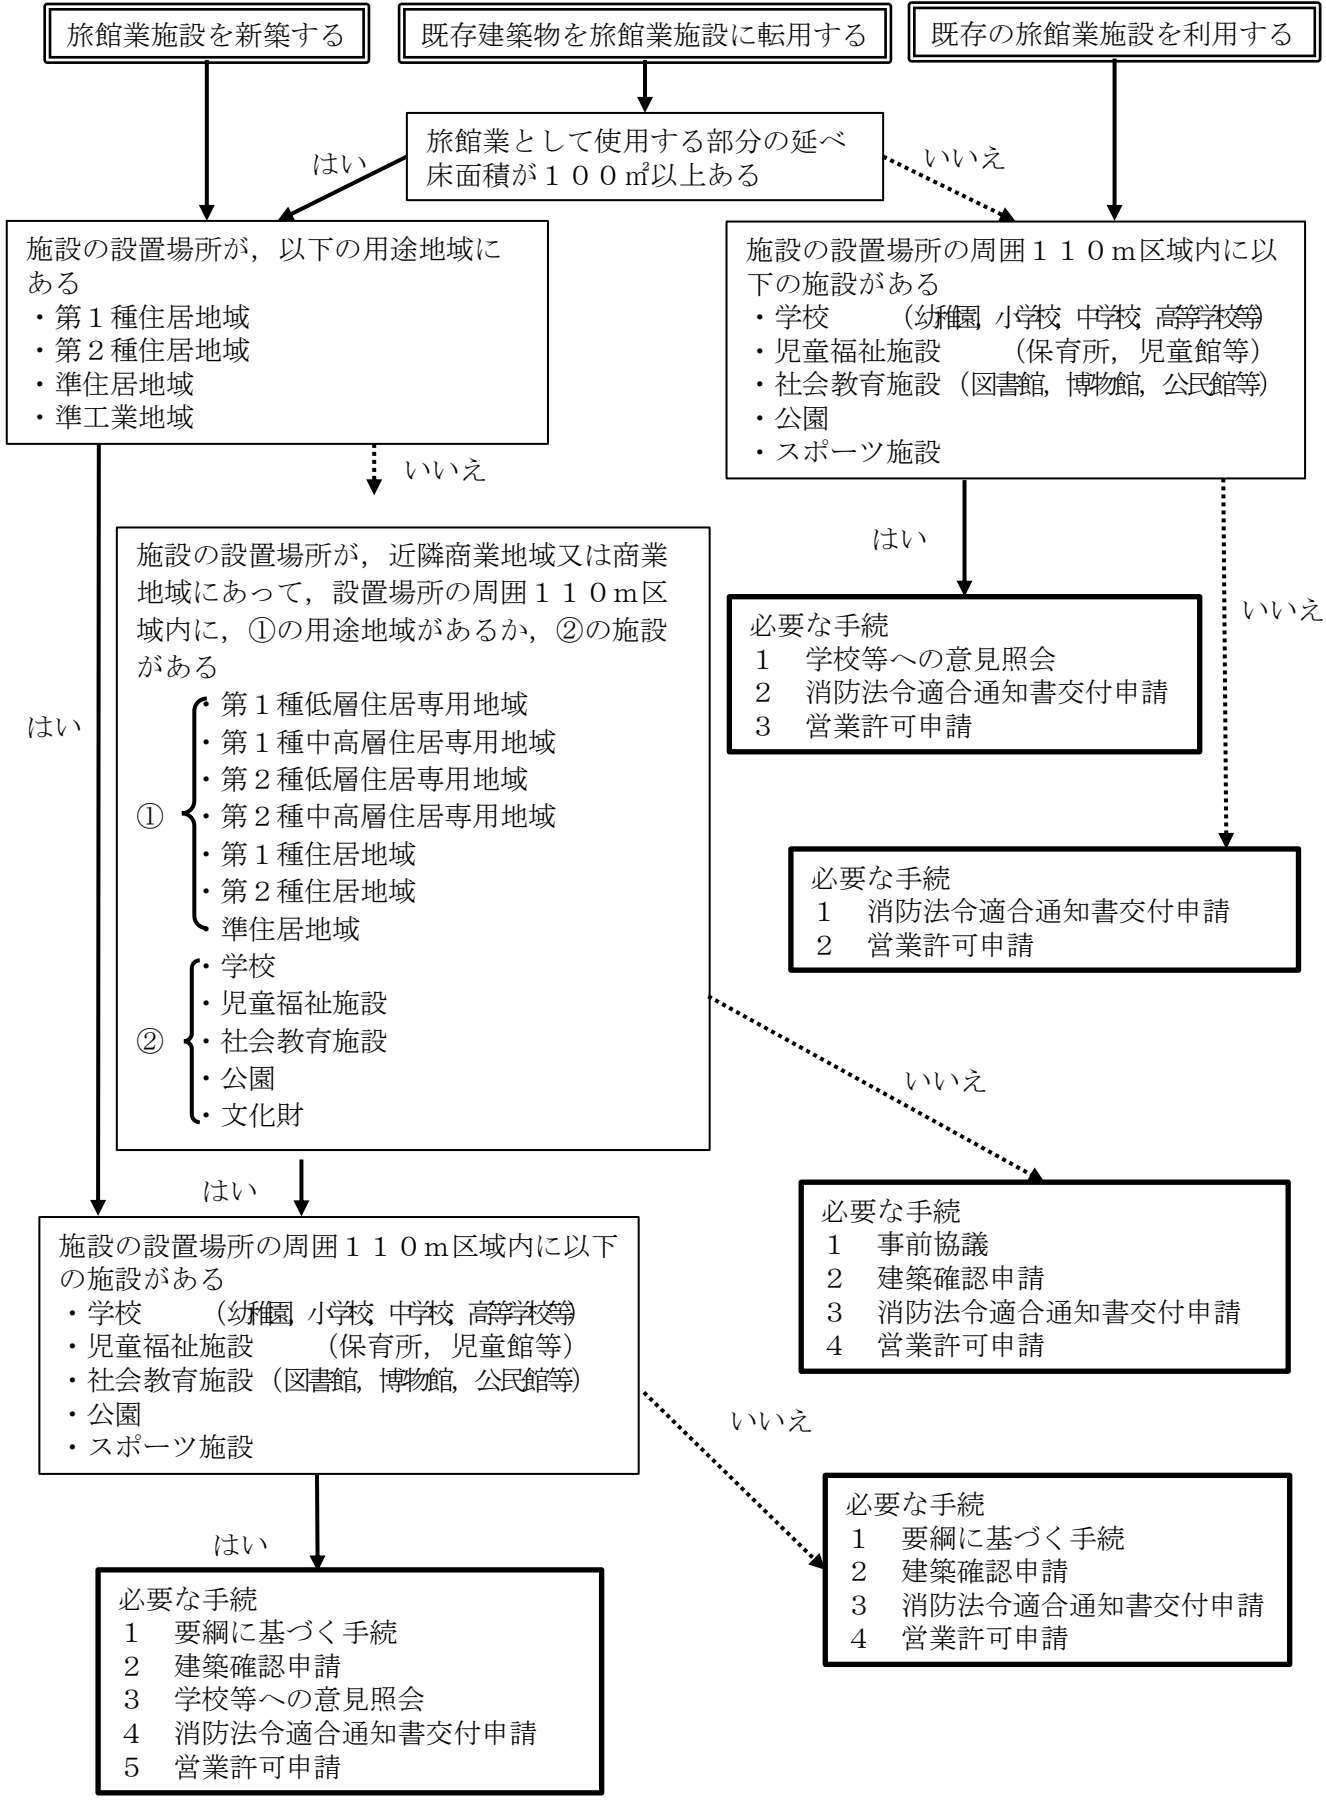 旅館業施設を新築する
既存建築物を旅館業施設に転用する
既存の旅館業施設を利用する
旅館業として使用する部分の延べ
床面積が１００㎡以上ある
はい
いいえ
施設の設置場所が，以下の用途地域に
ある
・第１種住居地域
・第２種住居地域
・準住居地域
・準工業地域
施設の設置場所の周囲１１０ｍ区域内に以
下の施設がある
・学校　　（幼稚園，小学校，中学校，高等学校等）
・児童福祉施設　　（保育所，児童館等）
・社会教育施設（図書館，博物館，公民館等）
・公園
・スポーツ施設
いいえ
はい
いいえ
施設の設置場所が，近隣商業地域又は商業
地域にあって，設置場所の周囲１１０ｍ区
域内に，①の用途地域があるか，②の施設
がある
・第１種低層住居専用地域
・第１種中高層住居専用地域
・第２種低層住居専用地域
①・第２種中高層住居専用地域
・第１種住居地域
・第２種住居地域
・準住居地域
・学校
・児童福祉施設
②・社会教育施設
・公園
・文化財
はい
必要な手続
１　学校等への意見照会
２　消防法令適合通知書交付申請
３　営業許可申請
必要な手続
１　消防法令適合通知書交付申請
２　営業許可申請
いいえ
はい
必要な手続
１　事前協議
２　建築確認申請
３　消防法令適合通知書交付申請
４　営業許可申請
施設の設置場所の周囲１１０ｍ区域内に以下
の施設がある
・学校　　（幼稚園，小学校，中学校，高等学校等）
・児童福祉施設　　（保育所，児童館等）
・社会教育施設（図書館，博物館，公民館等）
・公園
・スポーツ施設
いいえ
はい
必要な手続
１　要綱に基づく手続
２　建築確認申請
３　消防法令適合通知書交付申請
４　営業許可申請
必要な手続
１　要綱に基づく手続
２　建築確認申請
３　学校等への意見照会
４　消防法令適合通知書交付申請
５　営業許可申請